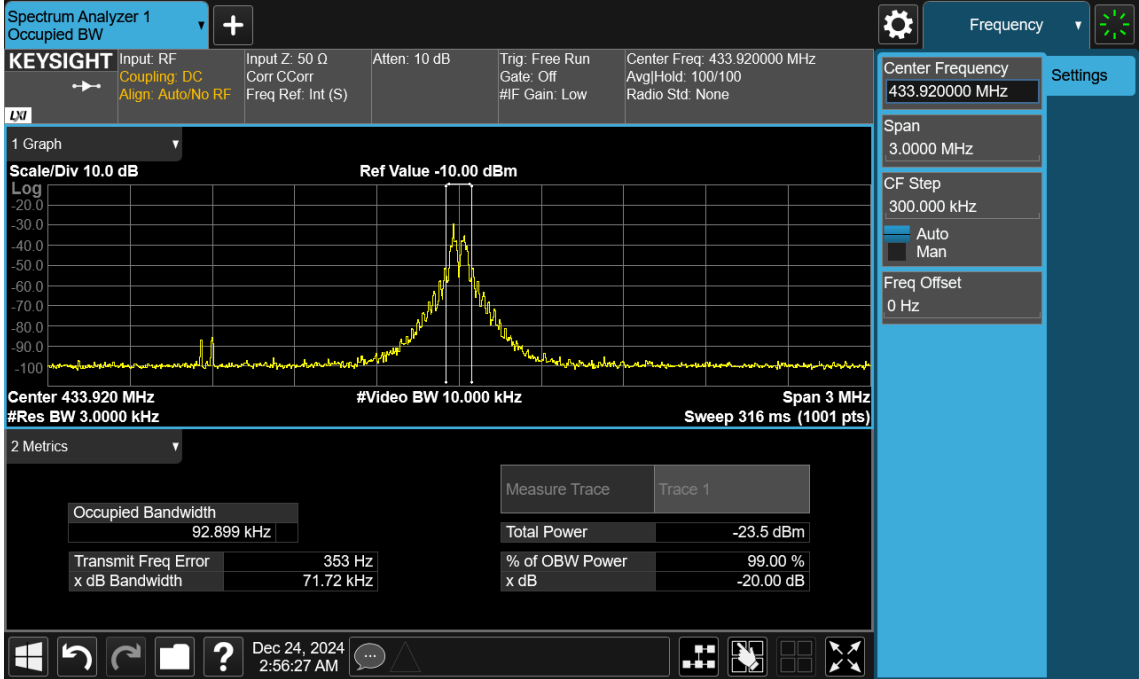 Spectrum Analyzer 1
Occupied BW
Frequency
KEYSIGHT
LXI
Input: RF
Coupling: DC
Align: Auto/No RF
Input Z: 50 Ω
Corr CCorr
Freq Ref: Int (S)
Atten: 10 dB
Trig: Free Run
Gate: Off
#IF Gain: Low
Center Freq: 433.920000 MHz
Avg|Hold: 100/100
Radio Std: None
Center Frequency
433.920000 MHz
Settings
Span
3.0000 MHz
CF Step
300.000 kHz
Auto
Man
Freq Offset
0 Hz
1 Graph
Scale/Div 10.0 dB
Ref Value -10.00 dBm
Log
-20.0
-30.0
-40.0
-50.0
-60.0
-70.0
-80.0
-90.0
-100
Center 433.920 MHz
#Video BW 10.000 kHz
Span 3 MHz
#Res BW 3.0000 kHz
Sweep 316 ms (1001 pts)
2 Metrics
Measure Trace Trace 1
Occupied Bandwidth
92.899 kHz
Total Power -23.5 dBm
Transmit Freq Error 353 Hz
x dB Bandwidth 71.72 kHz
% of OBW Power 99.00 %
x dB -20.00 dB
?
Dec 24, 2024
2:56:27 AM